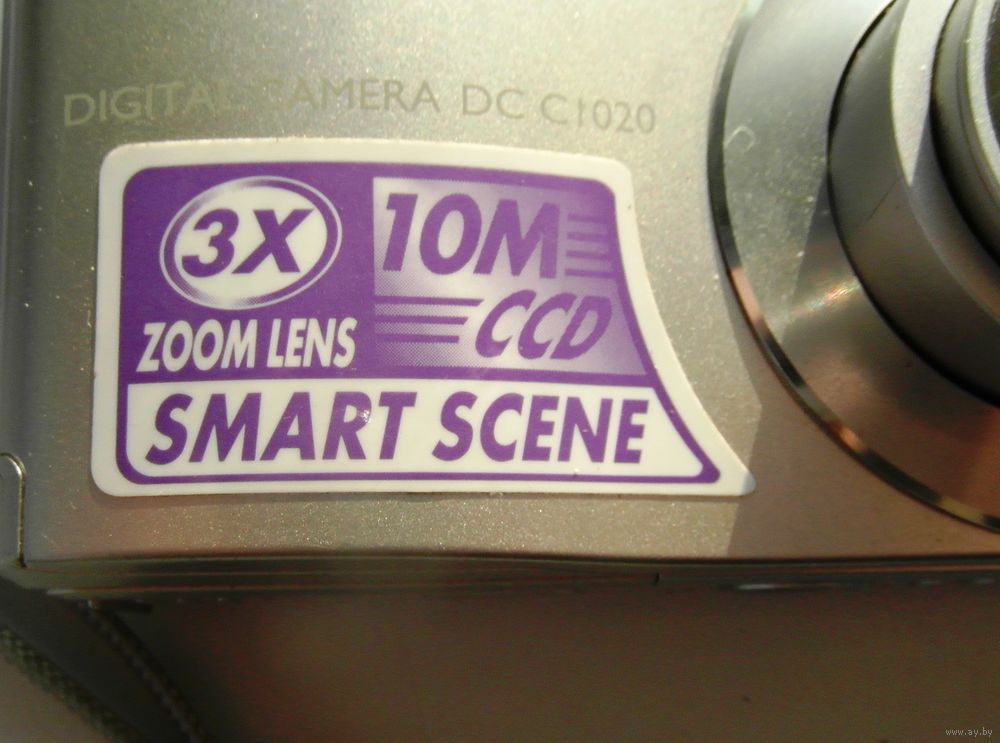 DIGITAL CAMERA DC C1020
3X
ZOOM LENS
10M
CCD
SMART SCENE
www.ay.by